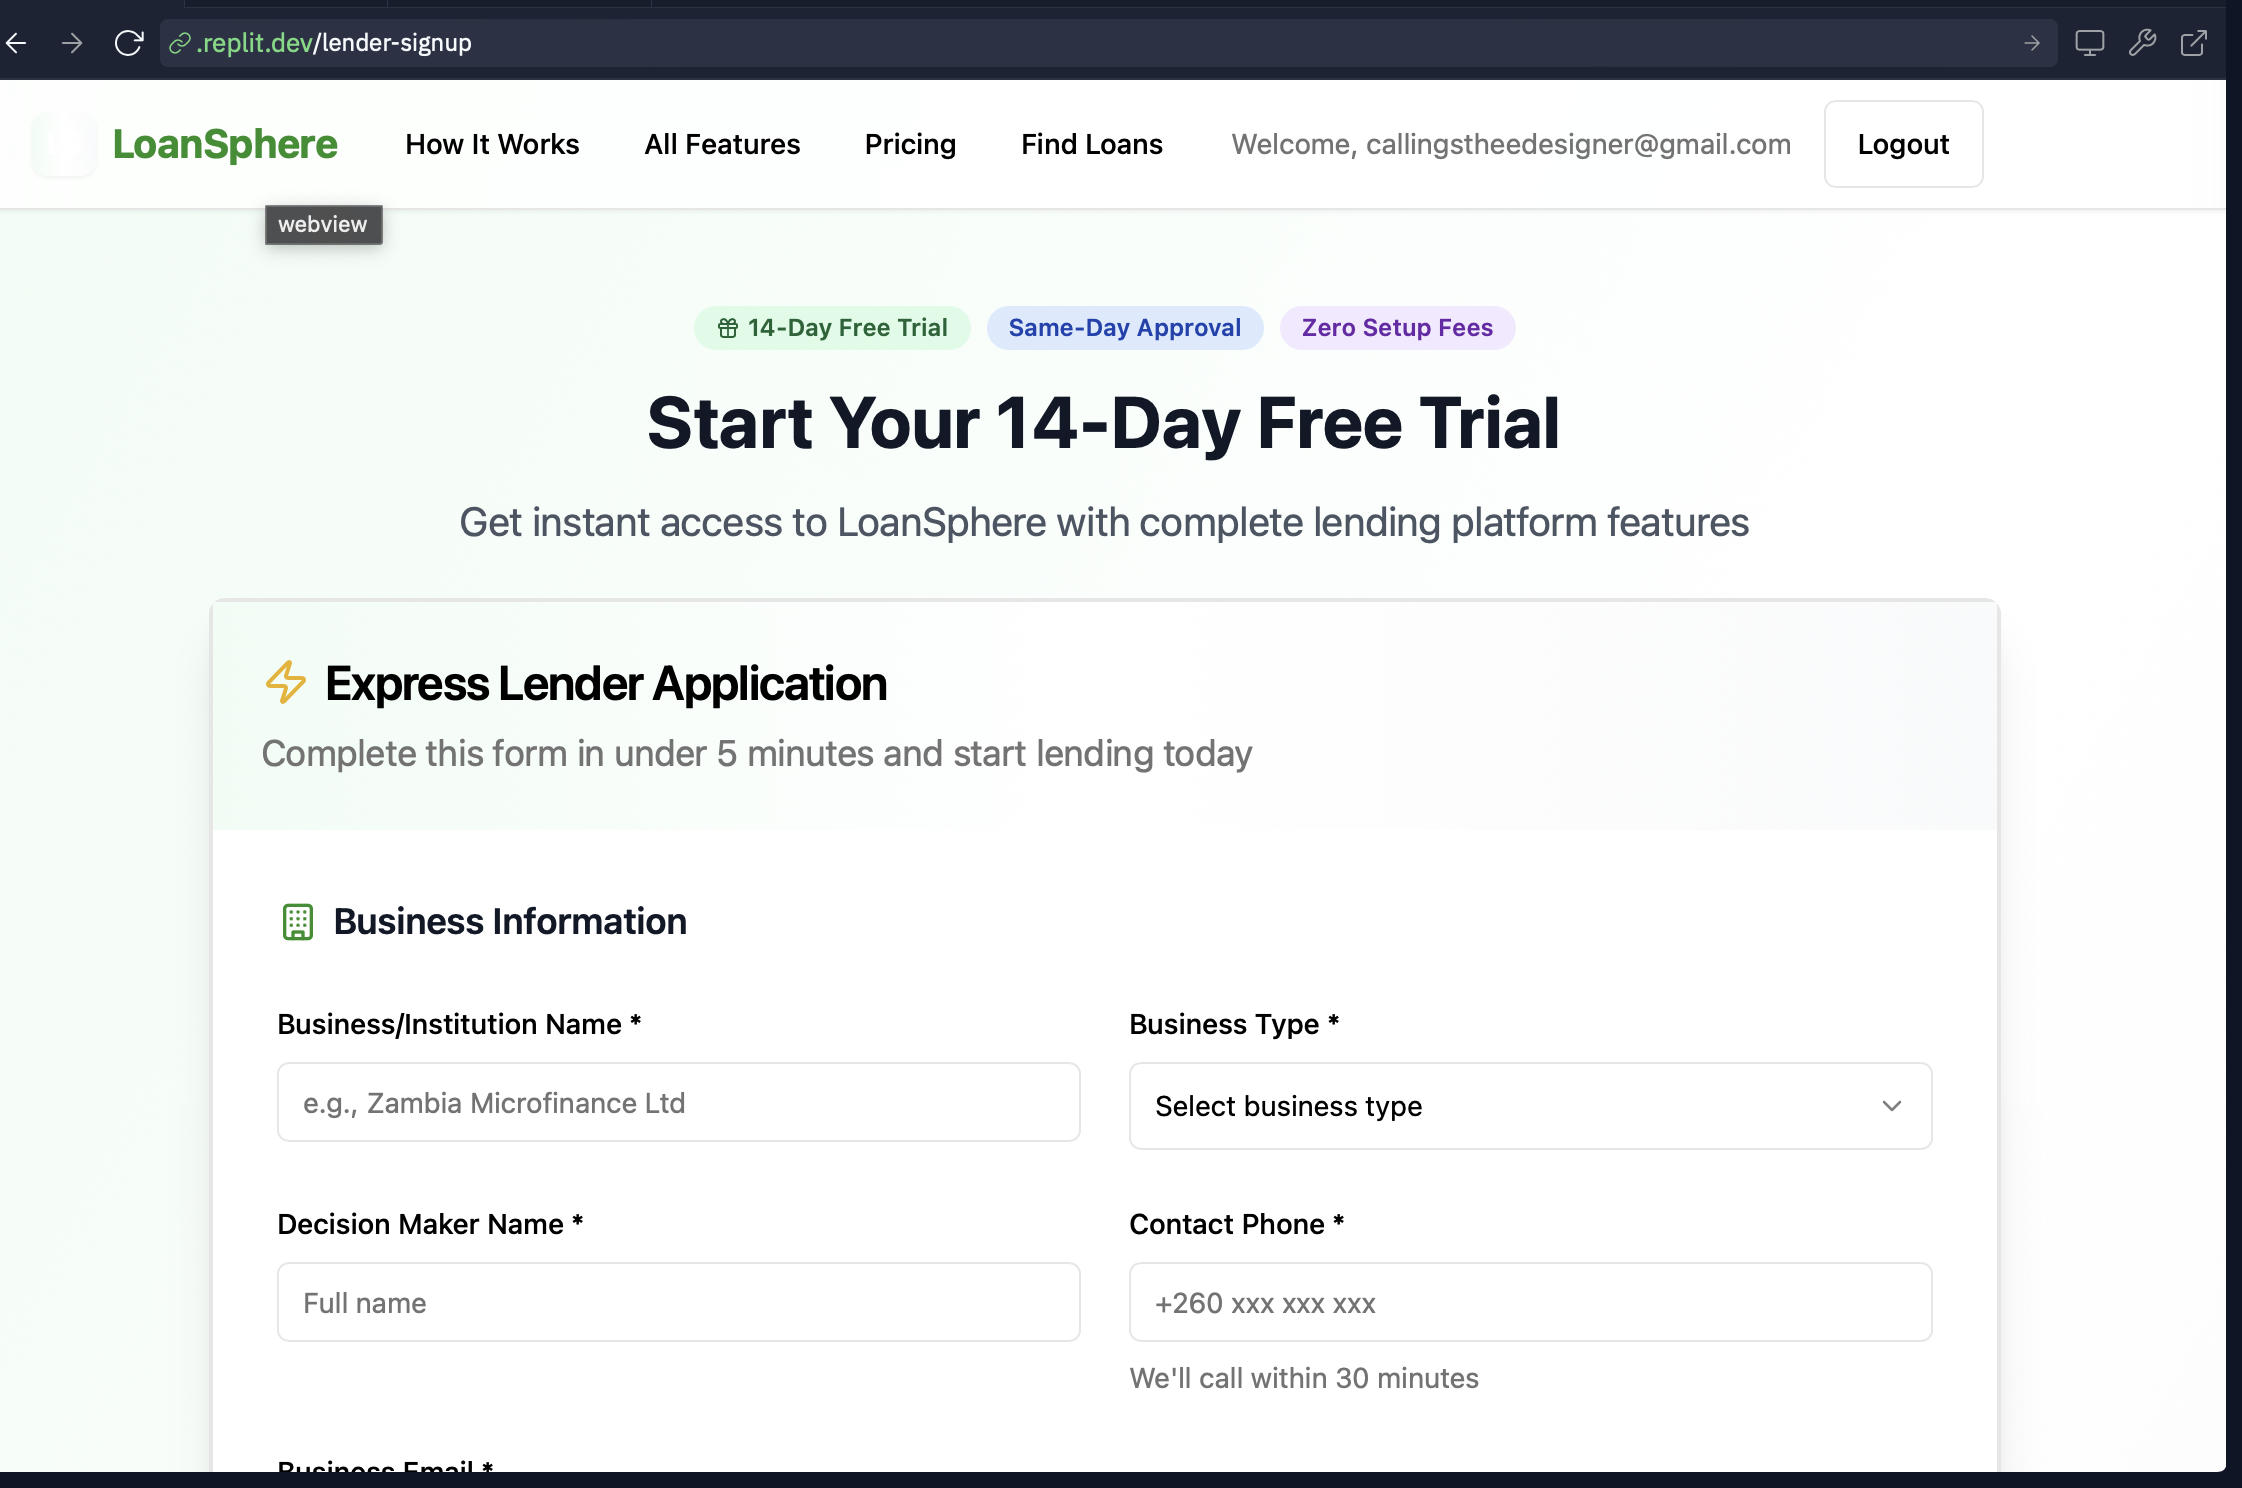 .replit.dev/lender-signup
LoanSphere How It Works All Features Pricing Find Loans Welcome, callingstheedesigner@gmail.com Logout
webview
14-Day Free Trial Same-Day Approval Zero Setup Fees
Start Your 14-Day Free Trial
Get instant access to LoanSphere with complete lending platform features
Express Lender Application
Complete this form in under 5 minutes and start lending today
Business Information
Business/Institution Name * Business Type *
e.g., Zambia Microfinance Ltd Select business type
Decision Maker Name * Contact Phone *
Full name +260 xxx xxx xxx
We'll call within 30 minutes
Business Email *